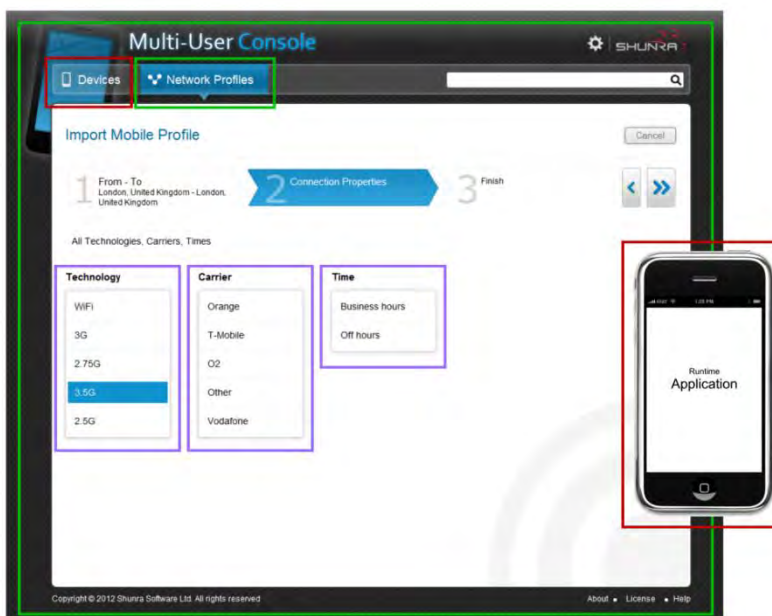 Multi-User Console
SHUNRA
Devices
Network Profiles
Import Mobile Profile
Cancel
1
From - To
London, United Kingdom - London,
United Kingdom
2
Connection Properties
3
Finish
All Technologies, Carriers, Times
Technology
WiFi
3G
2.75G
3.5G
2.5G
Carrier
Orange
T-Mobile
O2
Other
Vodafone
Time
Business hours
Off hours
Runtime
Application
Copyright © 2012 Shunra Software Ltd. All rights reserved
About • License • Help